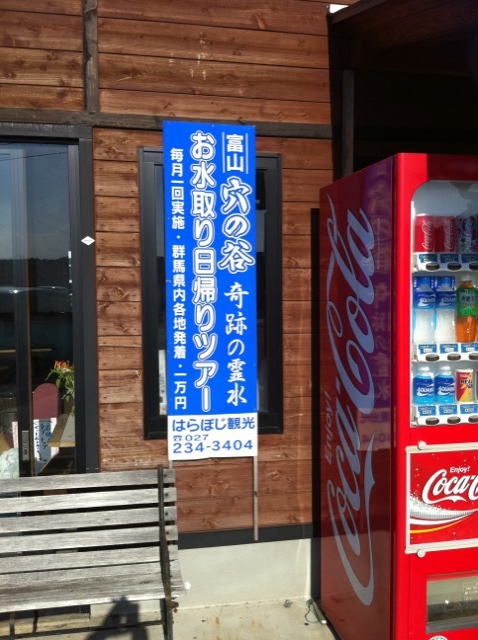 富山 穴の谷 奇跡の霊水
お水取り日帰りツアー
毎月一回実施・群馬県内各地発着・一万円
はらぼじ観光
☎027
234-3404
Enjoy!
Coca-Cola
Enjoy!
Coca-Cola